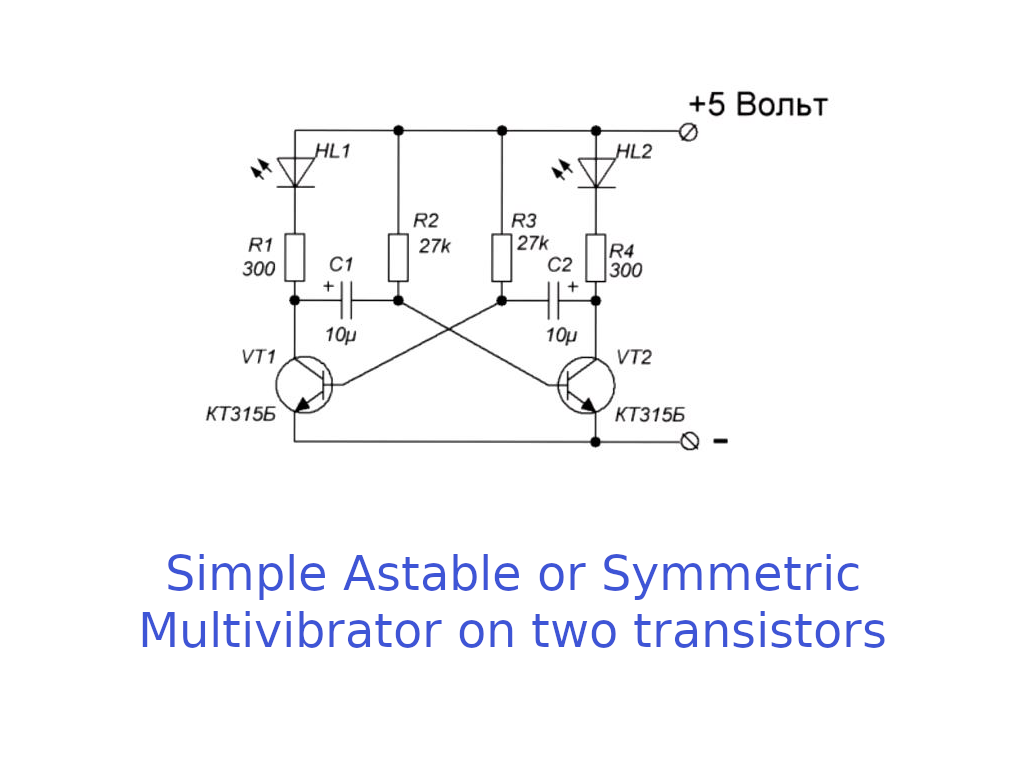 +5 Вольт
HL1
HL2
R2
27k
R3
27k
R1
300
C1
+
10µ
C2
+
10µ
R4
300
VT1
VT2
КТ315Б
КТ315Б
-
Simple Astable or Symmetric
Multivibrator on two transistors